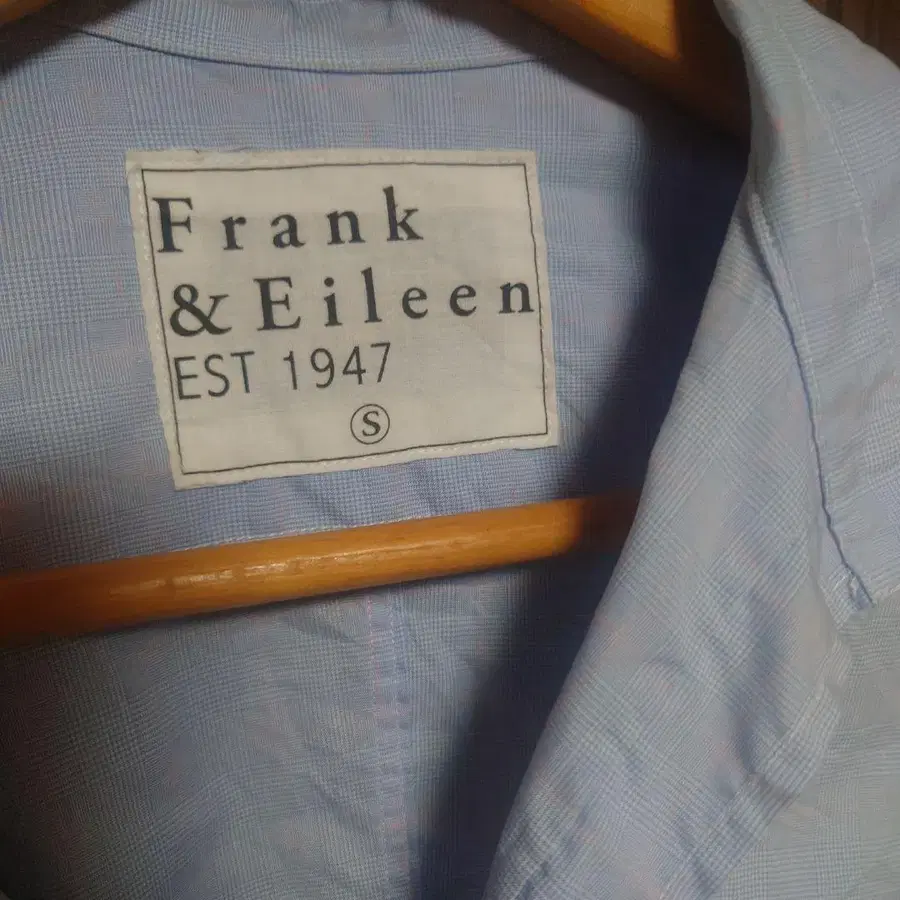 Frank
& Eileen
EST 1947
S